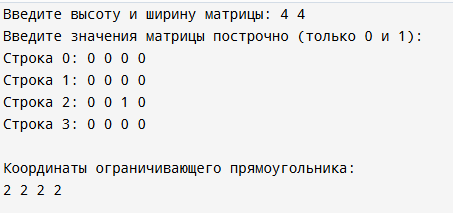 Введите высоту и ширину матрицы: 4 4
Введите значения матрицы построчно (только 0 и 1):
Строка 0: 0 0 0 0
Строка 1: 0 0 0 0
Строка 2: 0 0 1 0
Строка 3: 0 0 0 0
Координаты ограничивающего прямоугольника:
2 2 2 2